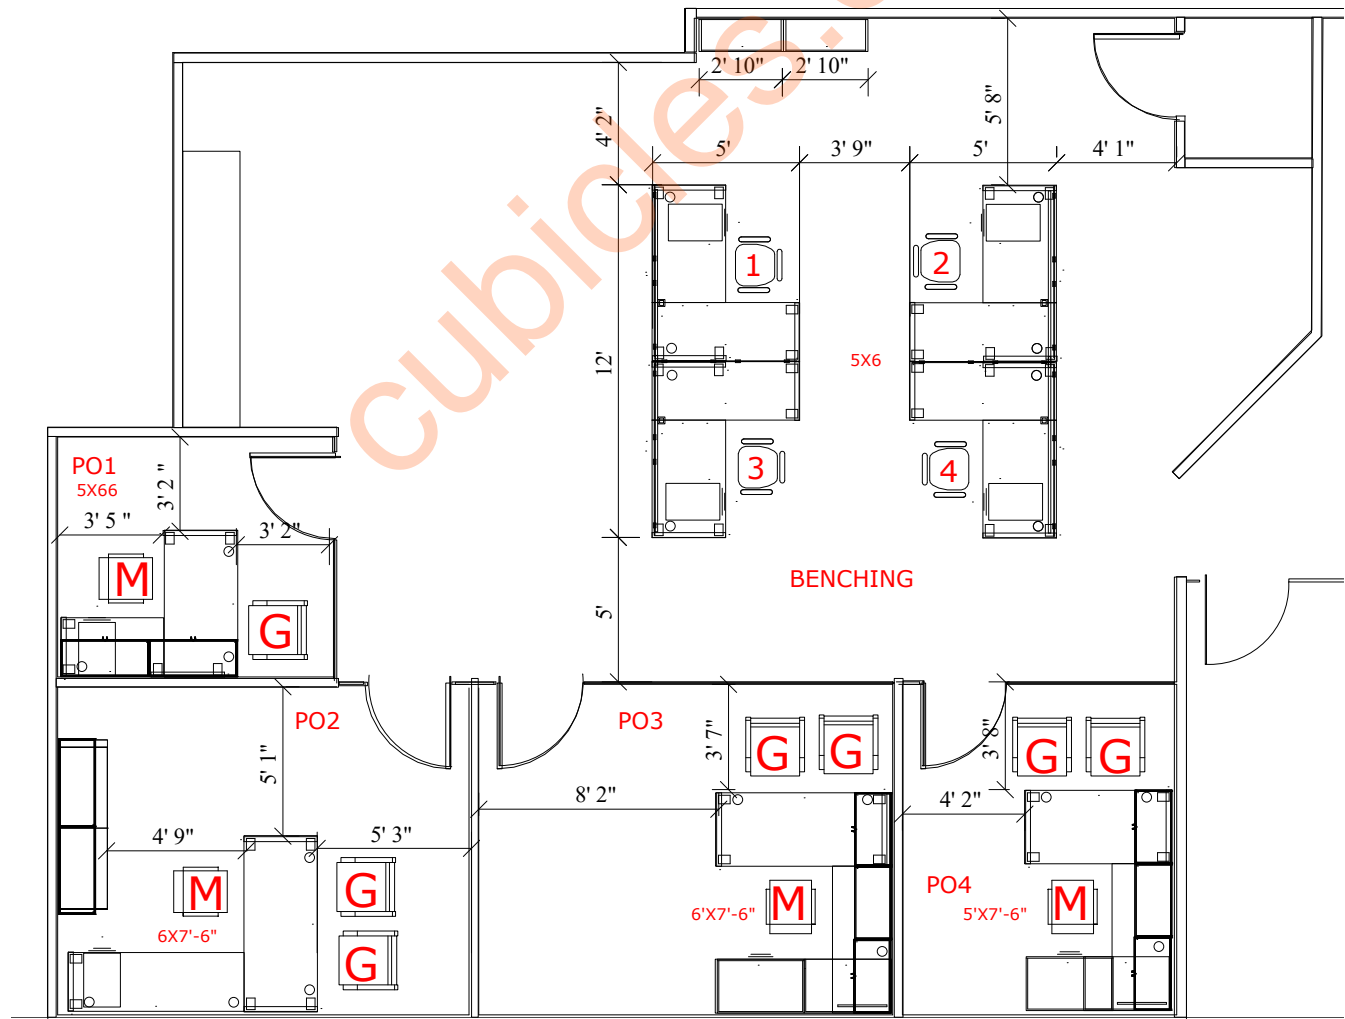 cubicles.
2' 10"
2' 10"
4' 2"
5' 8"
5'
3' 9"
5'
4' 1"
1
2
12'
5X6
3
4
PO1
5X66
3' 2 "
3' 5 "
3' 2"
M
G
BENCHING
5'
PO2
PO3
5' 1"
3' 7"
G
G
3' 8"
G
G
8' 2"
4' 2"
4' 9"
5' 3"
M
G
M
PO4
M
6X7'-6"
6'X7'-6"
5'X7'-6"
G